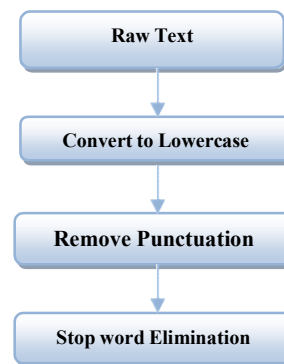 Raw Text
Convert to Lowercase
Remove Punctuation
Stop word Elimination